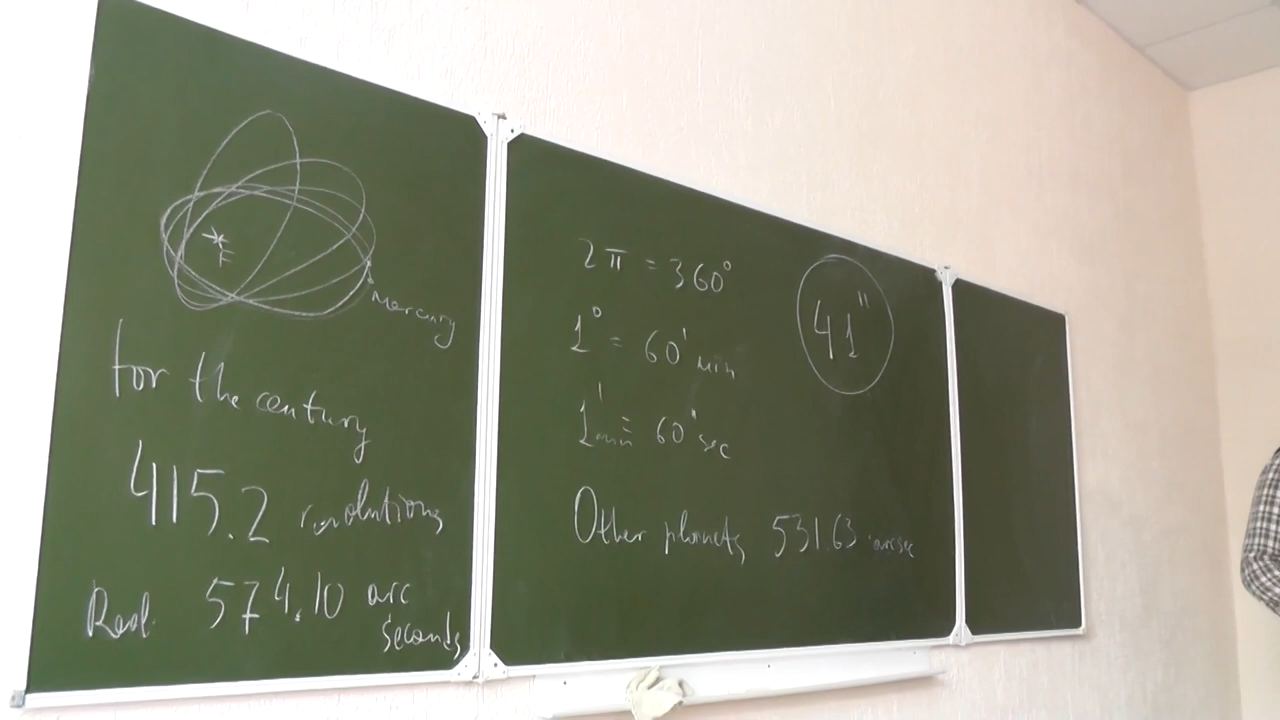 Mercury
for the century
415.2 revolutions
Real. 574.10 arc
seconds
2π = 360°
1° = 60' min
1' min = 60" sec
41"
Other planets 531.63 arcsec